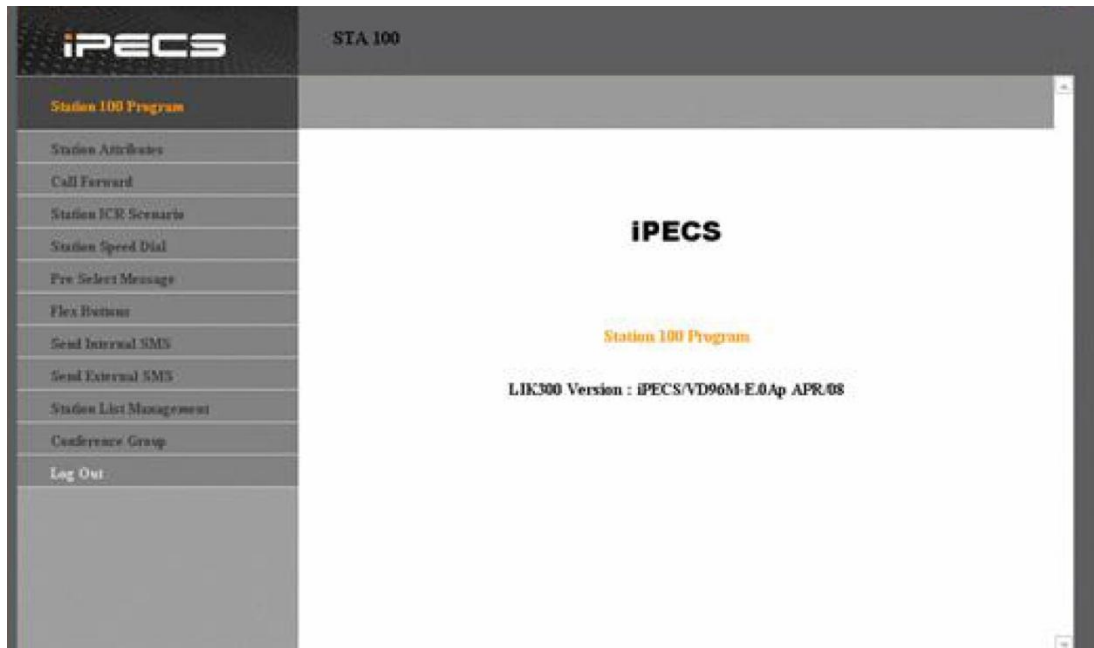 iPECS
STA 100
Station 100 Program
Station Attributes
Call Forward
Station ICR Scenario
Station Speed Dial
Pre Select Message
Flex Buttons
Send Internal SMS
Send External SMS
Station List Management
Conference Group
Log Out
iPECS
Station 100 Program
LIK300 Version : iPECS/VD96M-E.0Ap APR/08